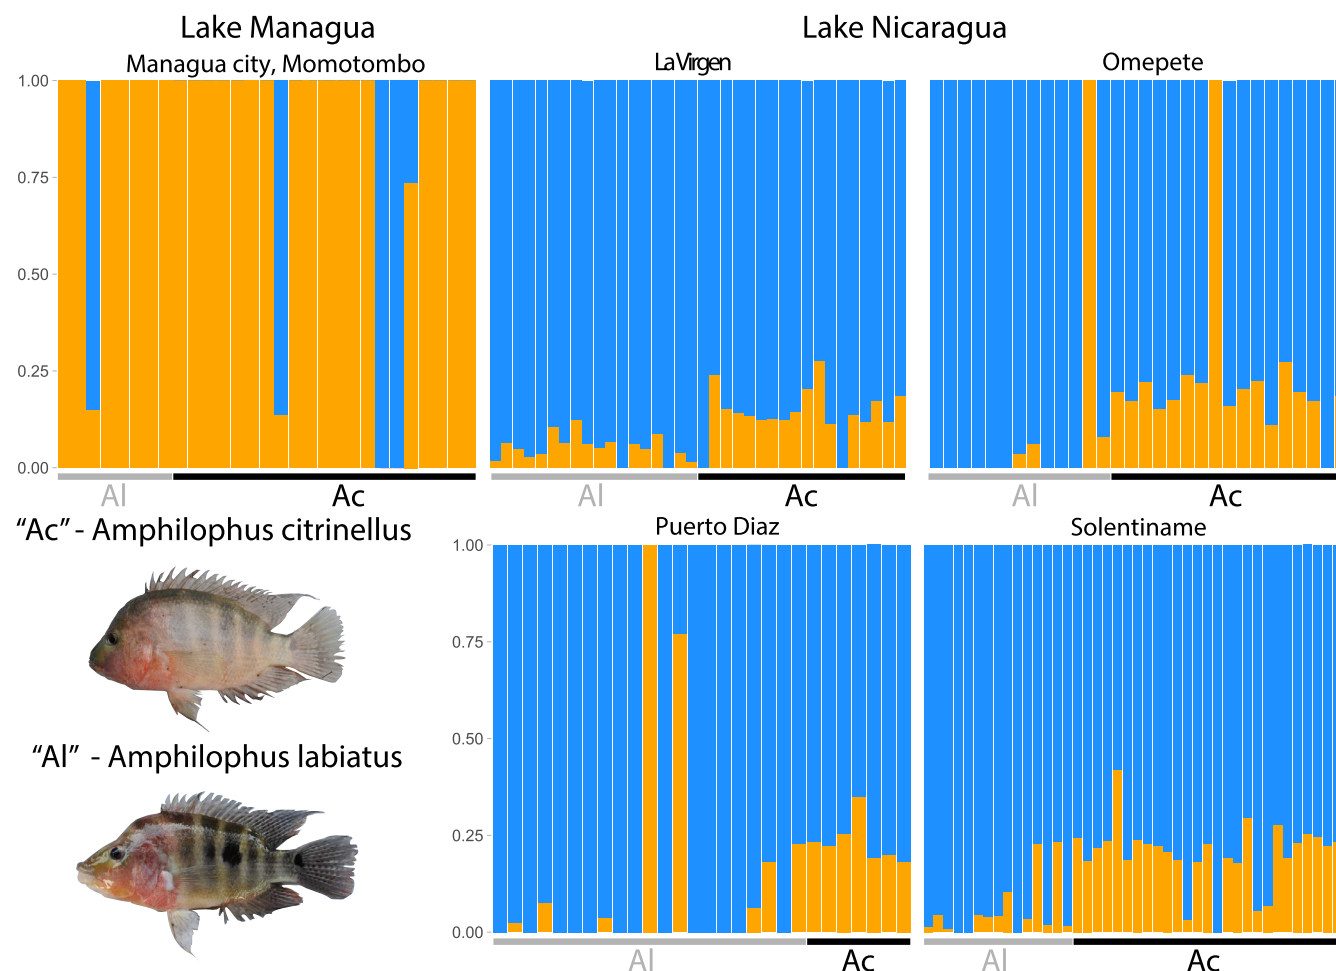 Lake Managua
Lake Nicaragua
Managua city, Momotombo
La Virgen
Omepete
1.00
0.75
0.50
0.25
0.00
Al
Ac
Al
Ac
Al
Ac
“Ac” - Amphilophus citrinellus
“Al” - Amphilophus labiatus
Puerto Diaz
Solentiname
1.00
0.75
0.50
0.25
0.00
Al
Ac
Al
Ac